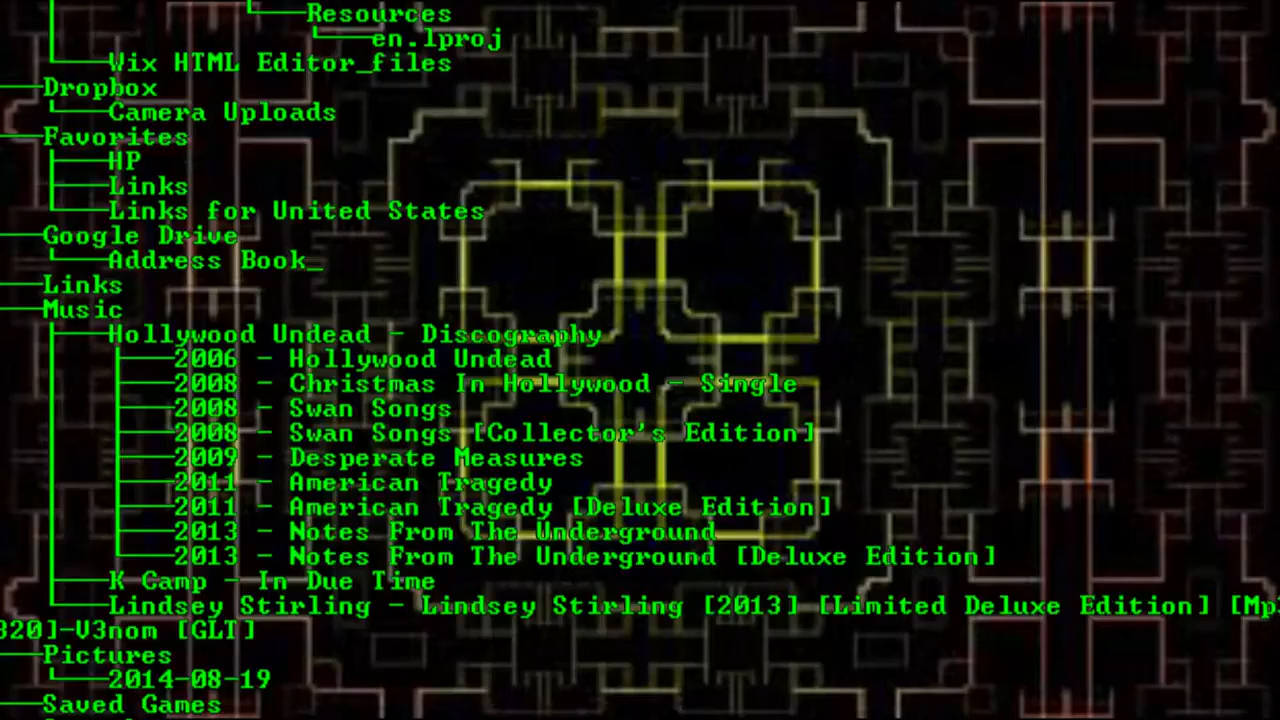 Resources
en.lproj
Wix HTML Editor_files
Dropbox
Camera Uploads
Favorites
HP
Links
Links for United States
Google Drive
Address Book_
Links
Music
Hollywood Undead - Discography
2006 - Hollywood Undead
2008 - Christmas In Hollywood - Single
2008 - Swan Songs
2008 - Swan Songs [Collector's Edition]
2009 - Desperate Measures
2011 - American Tragedy
2011 - American Tragedy [Deluxe Edition]
2013 - Notes From The Underground
2013 - Notes From The Underground [Deluxe Edition]
K Camp - In Due Time
Lindsey Stirling - Lindsey Stirling [2013] [Limited Deluxe Edition] [Mp3
320]-V3nom [GLT]
Pictures
2014-08-19
Saved Games